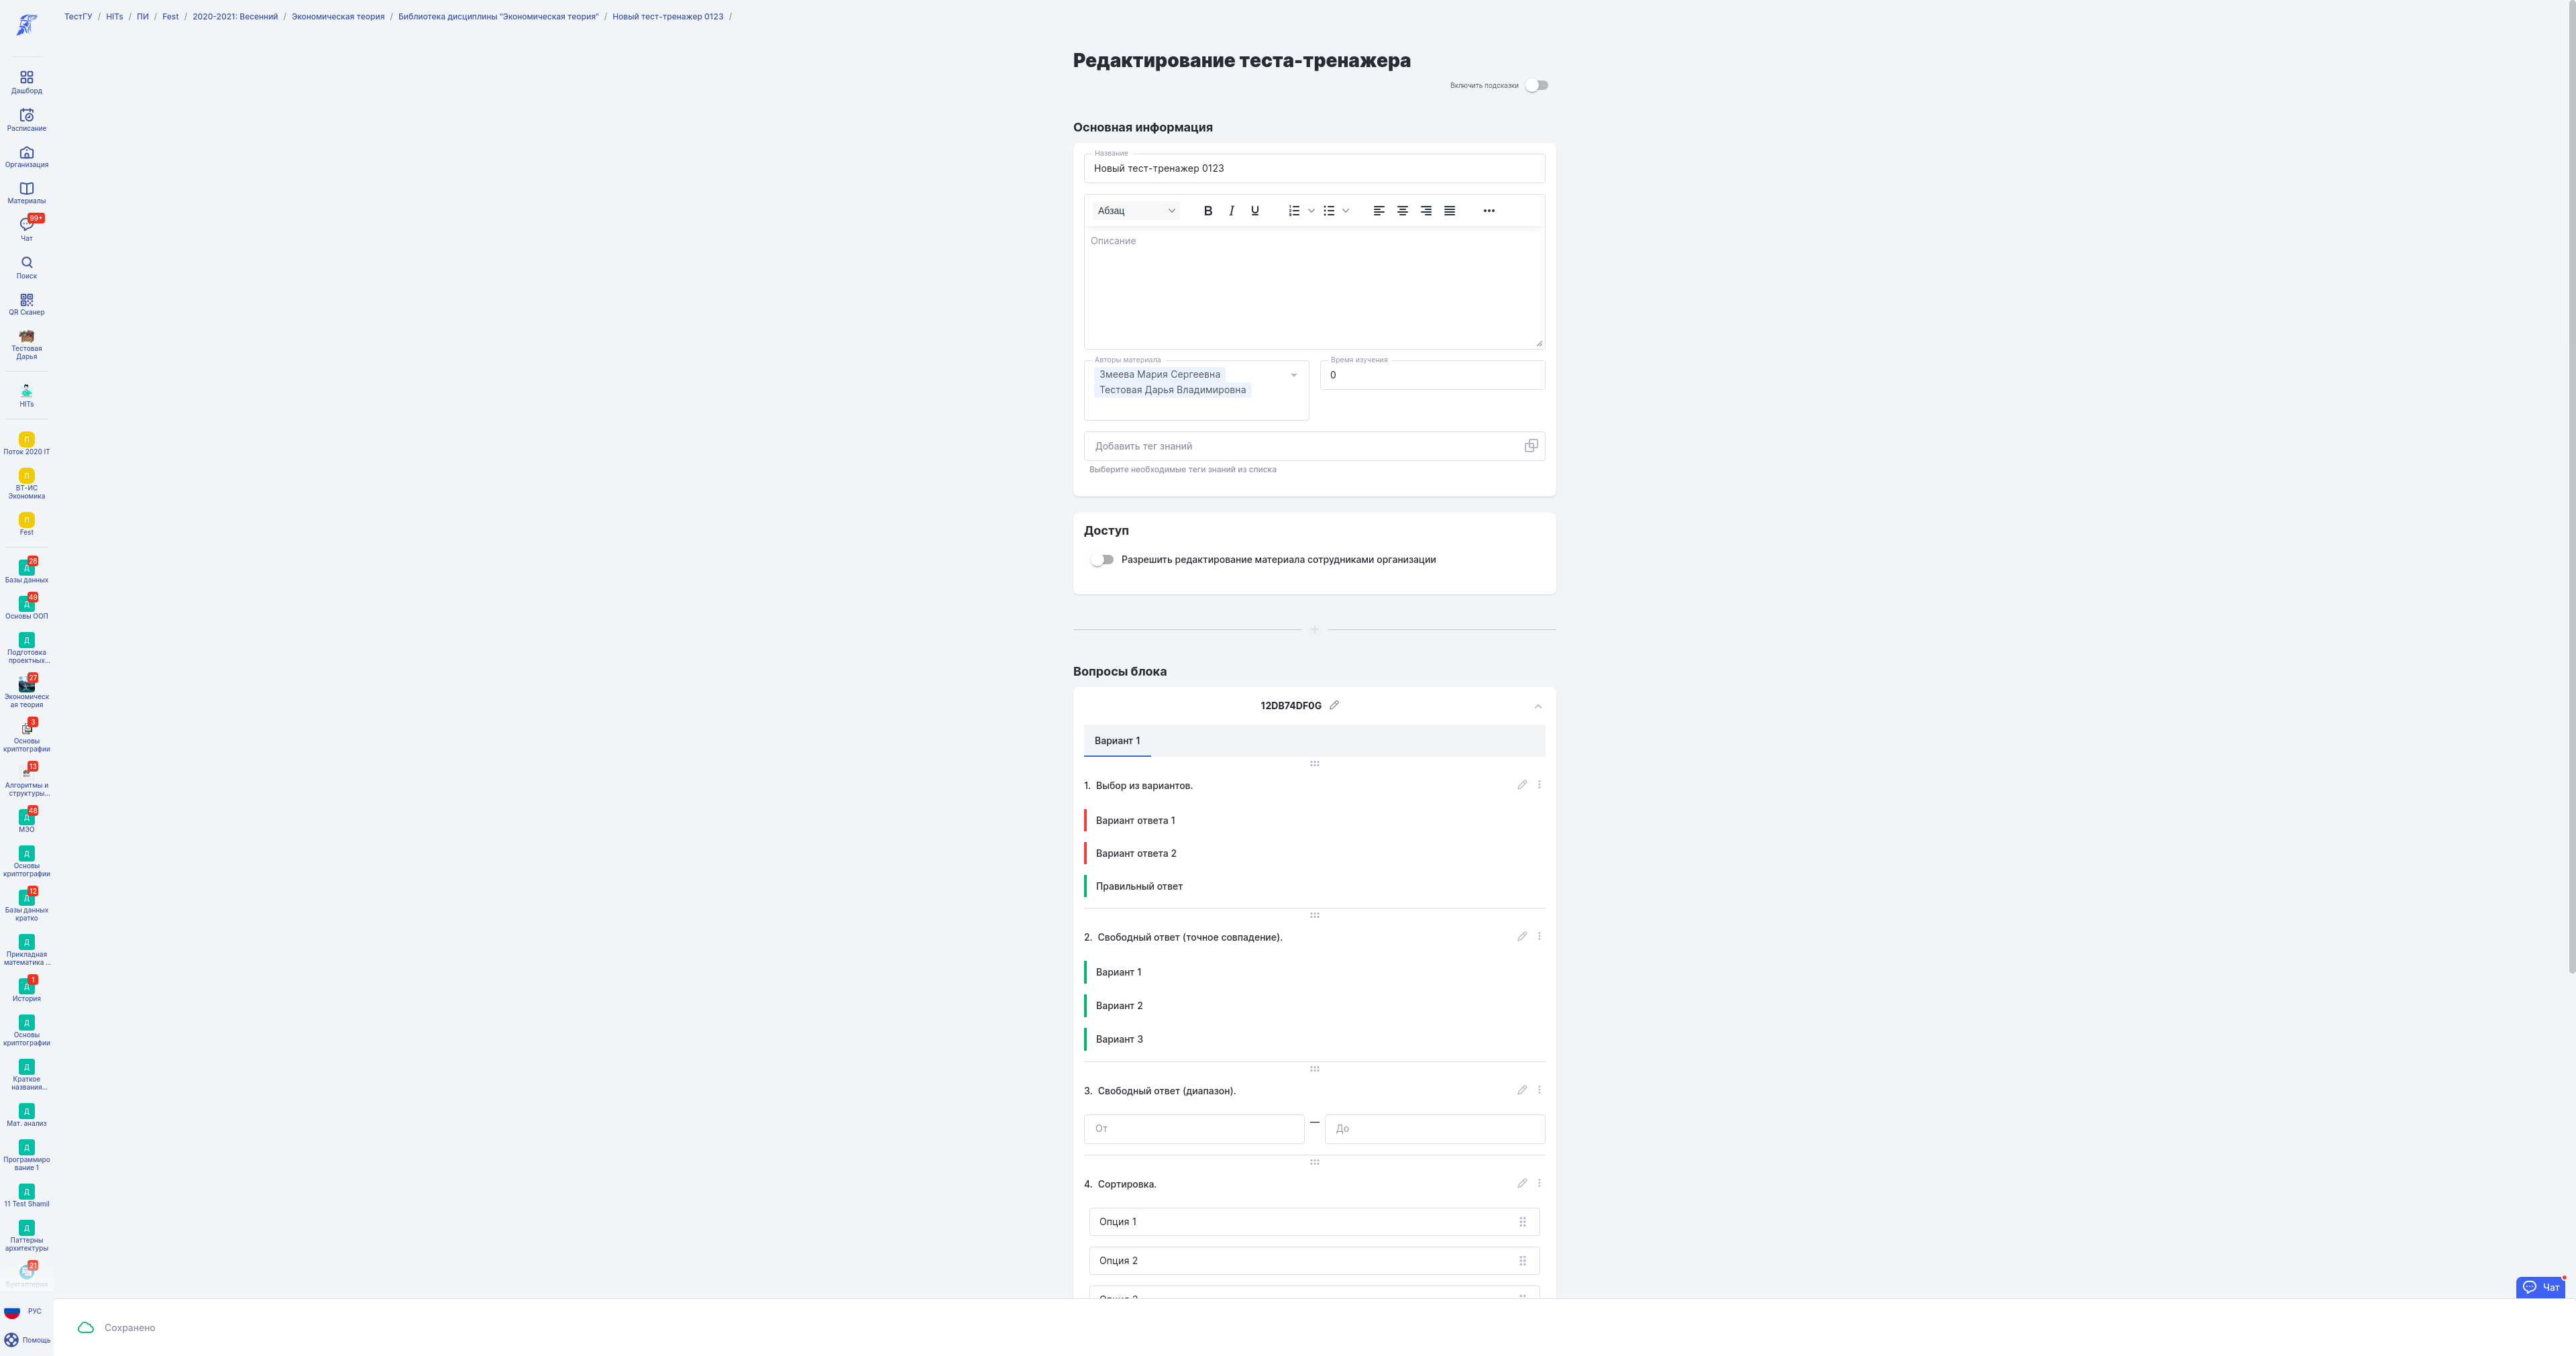 ТестГУ / HITs / ПИ / Fest / 2020-2021: Весенний / Экономическая теория / Библиотека дисциплины "Экономическая теория" / Новый тест-тренажер 0123 /
Дашборд
Расписание
Организация
Материалы
99+
Чат
Поиск
QR Сканер
Тестовая
Дарья
HITs
П
Поток 2020 IT
П
ВТ-ИС
Экономика
П
Fest
28
Д
Базы данных
49
Д
Основы ООП
Д
Подготовка
проектных...
27
Экономическ
ая теория
3
Основы
криптографии
13
Алгоритмы и
структуры...
48
Д
МЭО
Д
Основы
криптографии
12
Д
Базы данных
кратко
Д
Прикладная
математика ...
1
Д
История
Д
Основы
криптографии
Д
Краткое
названия...
Д
Мат. анализ
Д
Программиро
вание 1
Д
11 Test Shamil
Д
Паттерны
архитектуры
21
Бухгалтерия
РУС
Помощь
Редактирование теста-тренажера
Включить подсказки
Основная информация
Название
Новый тест-тренажер 0123
Абзац
Описание
Авторы материала
Змеева Мария Сергеевна
Тестовая Дарья Владимировна
Время изучения
0
Добавить тег знаний
Выберите необходимые теги знаний из списка
Доступ
Разрешить редактирование материала сотрудниками организации
Вопросы блока
12DB74DF0G
Вариант 1
1. Выбор из вариантов.
Вариант ответа 1
Вариант ответа 2
Правильный ответ
2. Свободный ответ (точное совпадение).
Вариант 1
Вариант 2
Вариант 3
3. Свободный ответ (диапазон).
От — До
4. Сортировка.
Опция 1
Опция 2
Опция 3
Чат
Сохранено